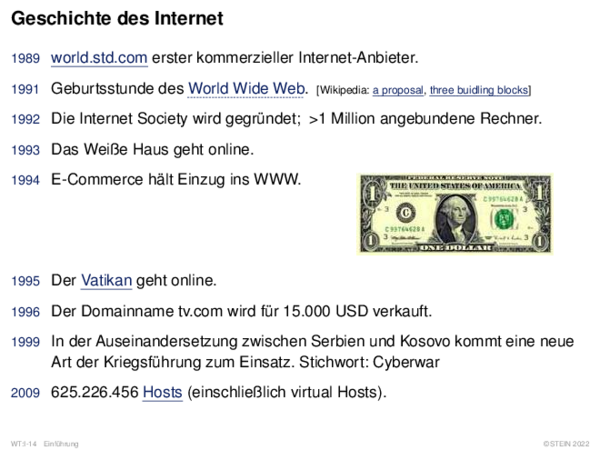 Geschichte des Internet
1989 world.std.com erster kommerzieller Internet-Anbieter.
1991 Geburtsstunde des World Wide Web. [Wikipedia: a proposal, three buidling blocks]
1992 Die Internet Society wird gegründet; >1 Million angebundene Rechner.
1993 Das Weiße Haus geht online.
1994 E-Commerce hält Einzug ins WWW.
FEDERAL RESERVE NOTE
THE UNITED STATES OF AMERICA
C 99764628 A
C
C 99764628 A
ONE DOLLAR
1995 Der Vatikan geht online.
1996 Der Domainname tv.com wird für 15.000 USD verkauft.
1999 In der Auseinandersetzung zwischen Serbien und Kosovo kommt eine neue
Art der Kriegsführung zum Einsatz. Stichwort: Cyberwar
2009 625.226.456 Hosts (einschließlich virtual Hosts).
WT:I-14 Einführung ©STEIN 2022